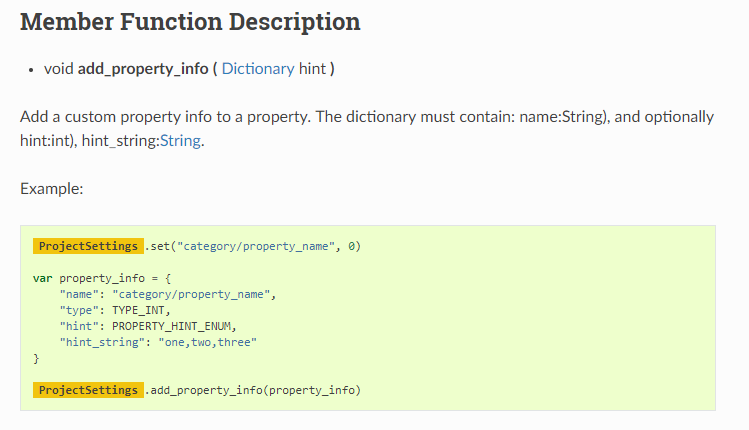 Member Function Description
• void add_property_info ( Dictionary hint )
Add a custom property info to a property. The dictionary must contain: name:String), and optionally
hint:int), hint_string:String.
Example:
ProjectSettings.set("category/property_name", 0)
var property_info = {
    "name": "category/property_name",
    "type": TYPE_INT,
    "hint": PROPERTY_HINT_ENUM,
    "hint_string": "one,two,three"
}
ProjectSettings.add_property_info(property_info)